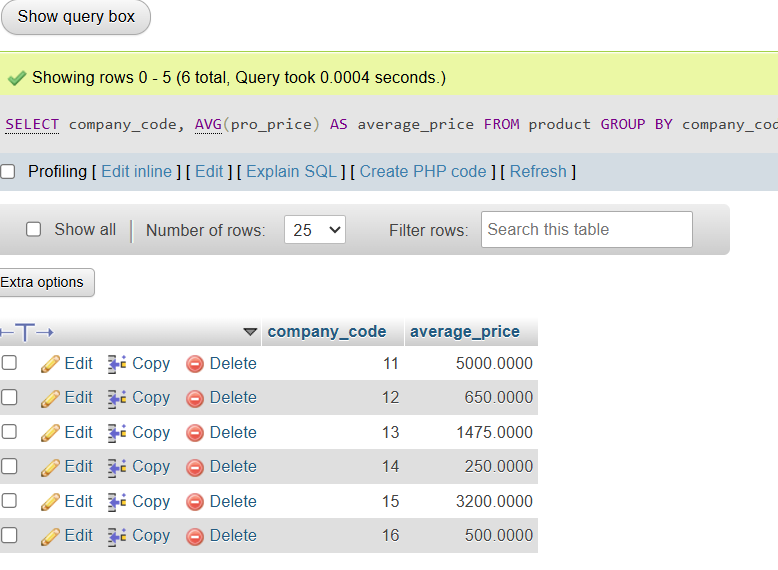 Show query box
Showing rows 0 - 5 (6 total, Query took 0.0004 seconds.)
SELECT company_code, AVG(pro_price) AS average_price FROM product GROUP BY company_cod
Profiling [ Edit inline ] [ Edit ] [ Explain SQL ] [ Create PHP code ] [ Refresh ]
Show all Number of rows: 25 Filter rows: Search this table
Extra options
←T→ company_code average_price
Edit Copy Delete 11 5000.0000
Edit Copy Delete 12 650.0000
Edit Copy Delete 13 1475.0000
Edit Copy Delete 14 250.0000
Edit Copy Delete 15 3200.0000
Edit Copy Delete 16 500.0000